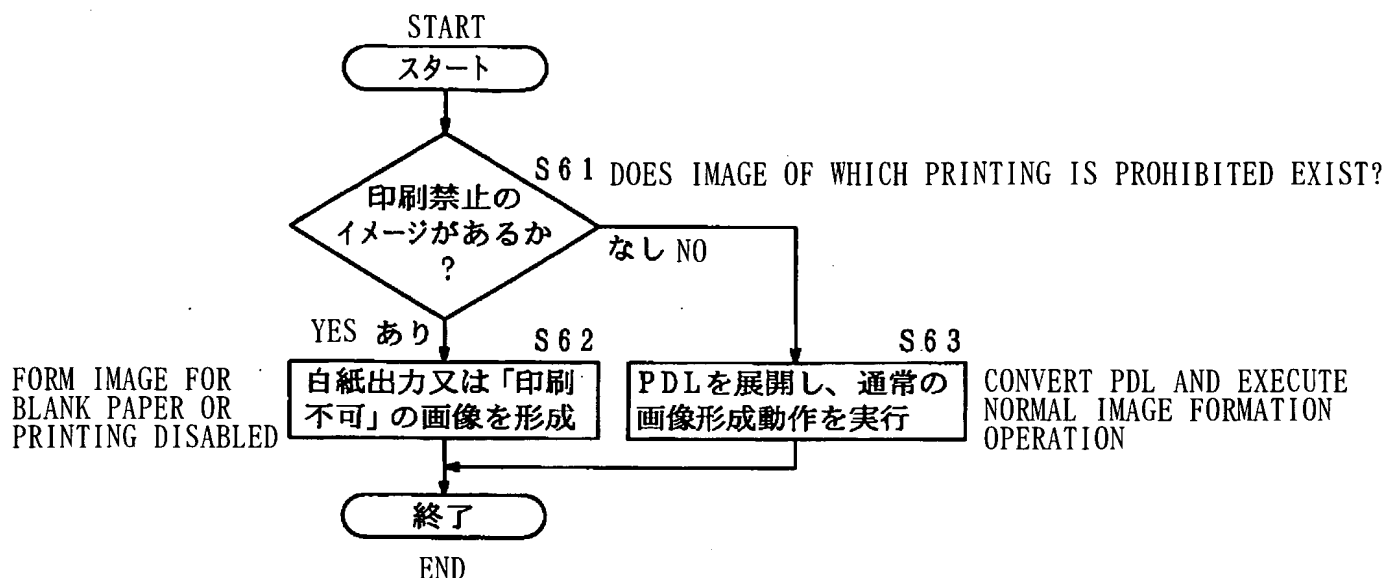 START
スタート
S61 DOES IMAGE OF WHICH PRINTING IS PROHIBITED EXIST?
印刷禁止の
イメージがあるか
?
なし NO
YES あり
S62
白紙出力又は「印刷
不可」の画像を形成
FORM IMAGE FOR
BLANK PAPER OR
PRINTING DISABLED
S63
PDLを展開し、通常の
画像形成動作を実行
CONVERT PDL AND EXECUTE
NORMAL IMAGE FORMATION
OPERATION
終了
END